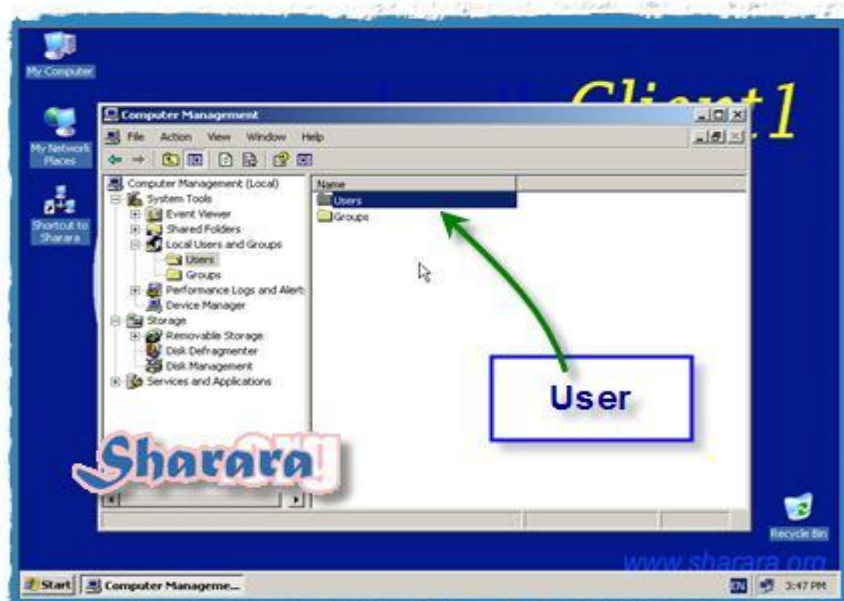 My Computer
Client1
Computer Management
File Action View Window Help
My Network
Places
Computer Management (Local)
System Tools
Event Viewer
Shared Folders
Local Users and Groups
Users
Groups
Performance Logs and Alert
Device Manager
Storage
Removable Storage
Disk Defragmenter
Disk Management
Services and Applications
Name
Users
Groups
Shortcut to
Sharara
User
Sharara
org
Recycle Bin
www.sharara.org
Start
Computer Manageme...
EN
3:47 PM